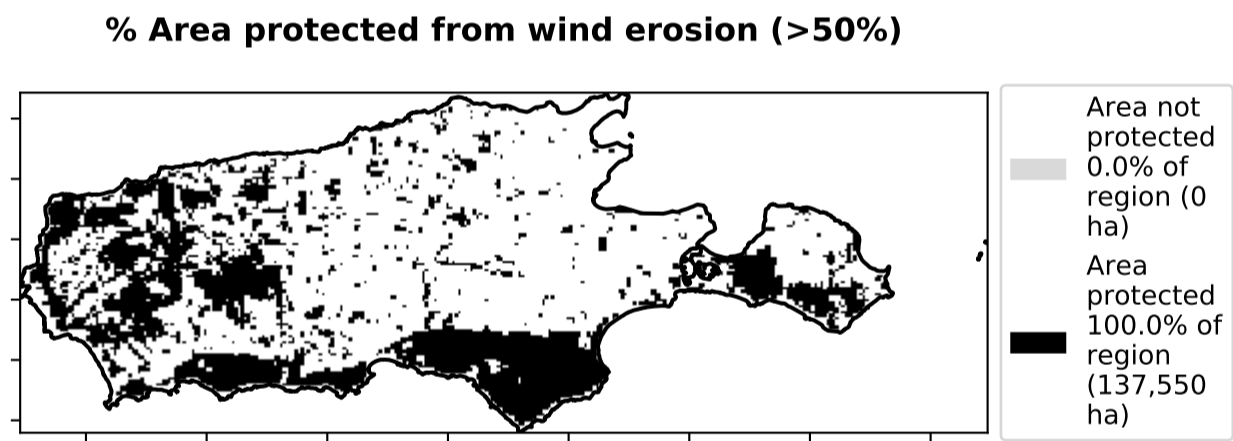 % Area protected from wind erosion (>50%)
Area not
protected
0.0% of
region (0
ha)
Area
protected
100.0% of
region
(137,550
ha)